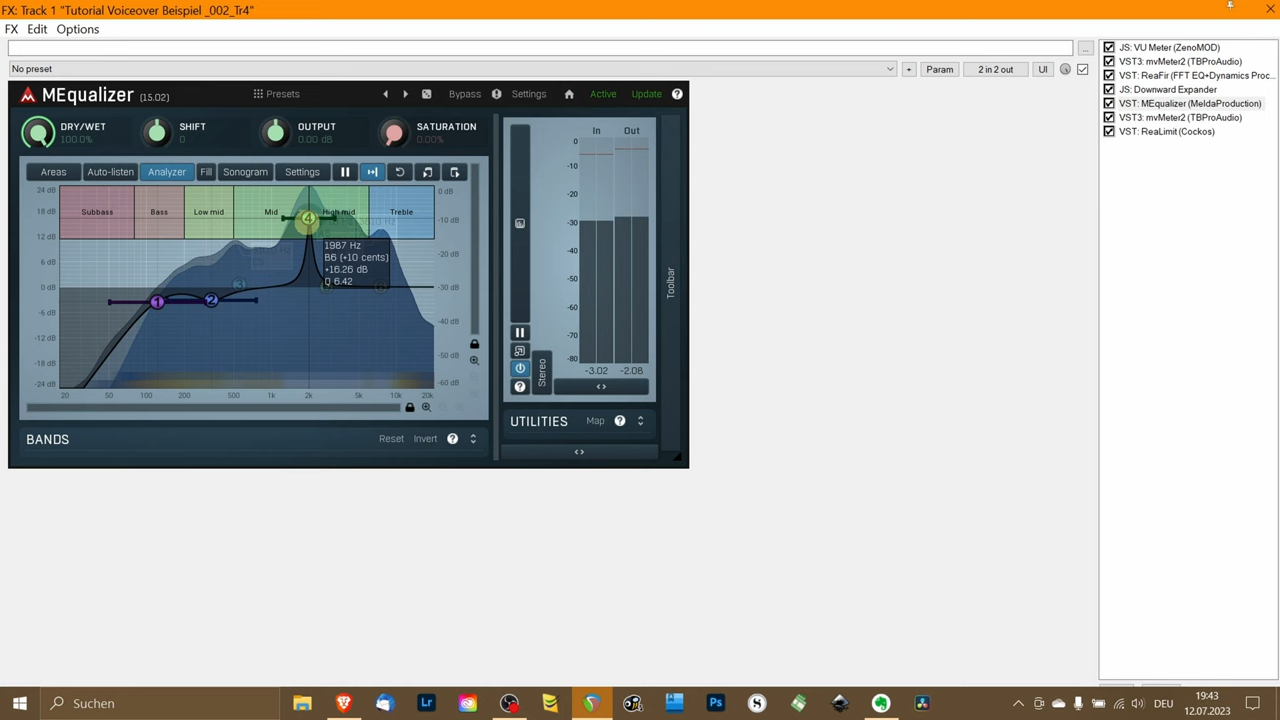 FX: Track 1 "Tutorial Voiceover Beispiel _002_Tr4"
FX Edit Options
...
No preset
+ Param 2 in 2 out UI
JS: VU Meter (ZenoMOD)
VST3: mvMeter2 (TBProAudio)
VST: ReaFir (FFT EQ+Dynamics Proc...
JS: Downward Expander
VST: MEqualizer (MeldaProduction)
VST3: mvMeter2 (TBProAudio)
VST: ReaLimit (Cockos)
MEqualizer (15.02) Presets Bypass Settings Active Update ?
DRY/WET
100.0%
SHIFT
0
OUTPUT
0.00 dB
SATURATION
0.00%
Areas Auto-listen Analyzer Fill Sonogram Settings
24 dB
18 dB
12 dB
6 dB
0 dB
-6 dB
-12 dB
-18 dB
-24 dB
Subbass Bass Low mid Mid High mid Treble
1 2 3 4
1987 Hz
B6 (+10 cents)
+16.26 dB
Q 6.42
0 dB
-10 dB
-20 dB
-30 dB
-40 dB
-50 dB
-60 dB
20 50 100 200 500 1k 2k 5k 10k 20k
BANDS Reset Invert ?
In Out
0
-10
-20
-30
-40
-50
-60
-70
-80
-3.02 -2.08
Stereo
?
Toolbar
UTILITIES Map ?
Suchen
Lr
Ps
S
DEU
19:43
12.07.2023